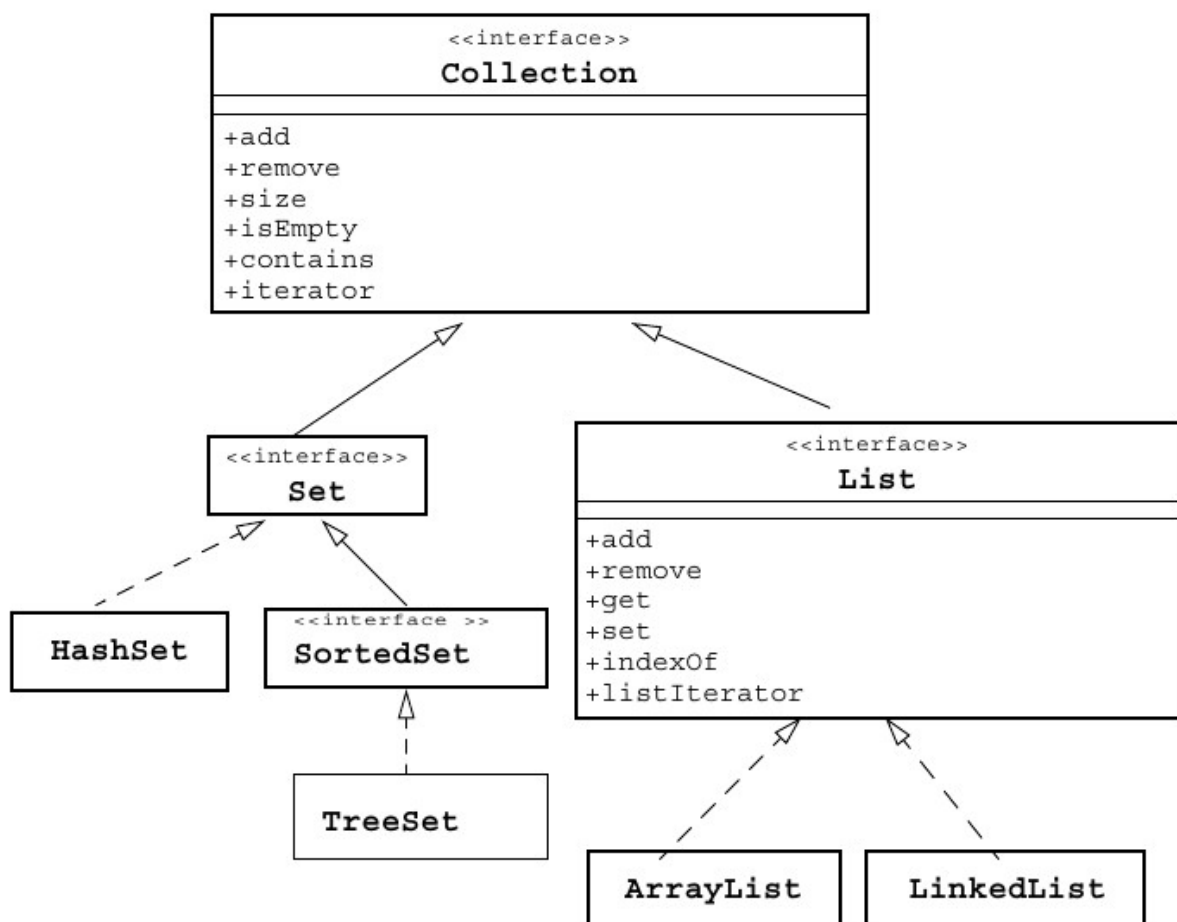 <<interface>>
Collection
+add
+remove
+size
+isEmpty
+contains
+iterator
<<interface>>
Set
<<interface>>
List
+add
+remove
+get
+set
+indexOf
+listIterator
HashSet
<<interface >>
SortedSet
TreeSet
ArrayList
LinkedList